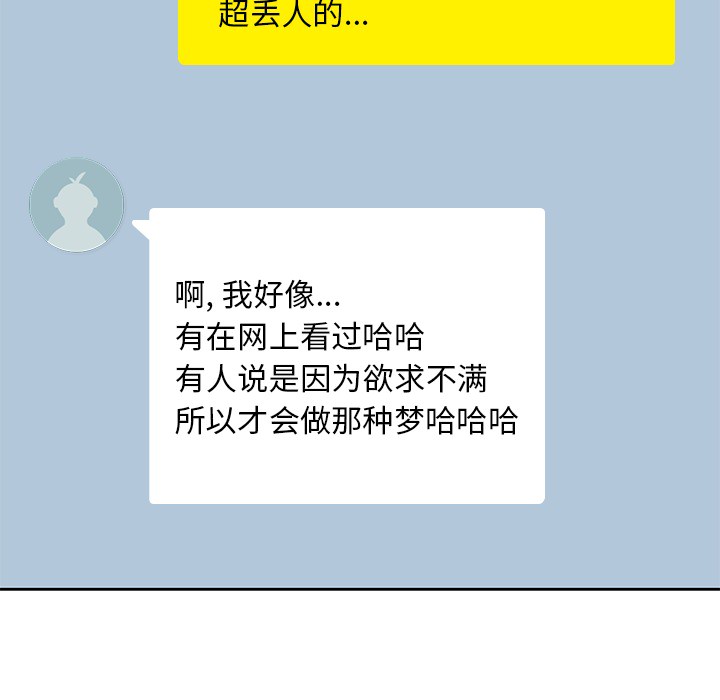 超丢人的...
啊, 我好像...
有在网上看过哈哈
有人说是因为欲求不满
所以才会做那种梦哈哈哈